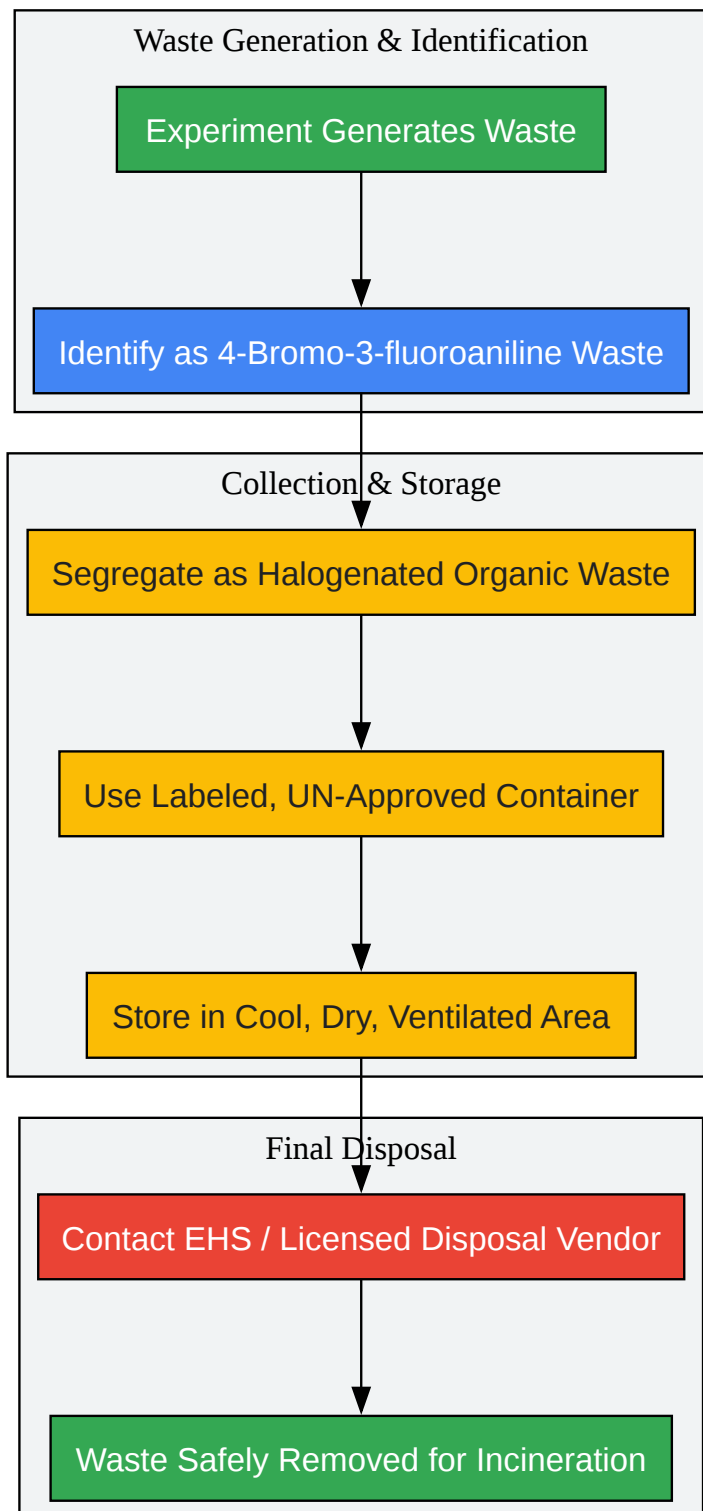 Waste Generation & Identification
Experiment Generates Waste
Identify as 4-Bromo-3-fluoroaniline Waste
Collection & Storage
Segregate as Halogenated Organic Waste
Use Labeled, UN-Approved Container
Store in Cool, Dry, Ventilated Area
Final Disposal
Contact EHS / Licensed Disposal Vendor
Waste Safely Removed for Incineration